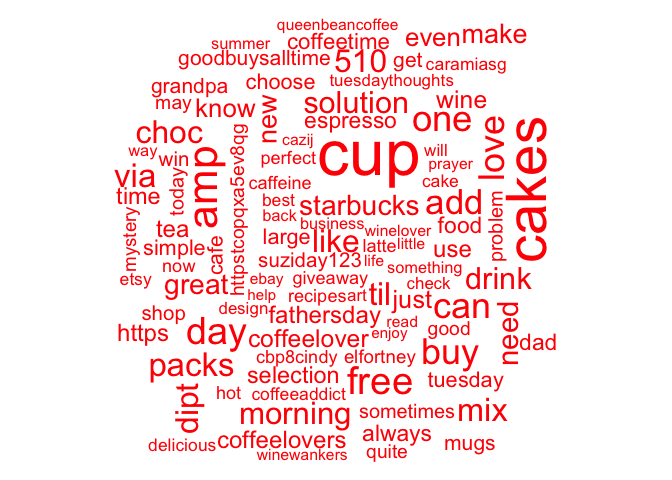 queenbeancoffee
summer
coffeetime
even
make
goodbuysalltime
510
get
caramiasg
grandpa
choose
tuesdaythoughts
may
know
new
solution
wine
espresso
one
choc
cazij
cup
love
cakes
way
win
perfect
will
prayer
via
amp
httpstcopqxa5ev8qg
caffeine
cake
time
today
best
starbucks
add
problem
mystery
tea
back
business
winelover
food
simple
cafe
large
like
latte
little
use
now
suziday123
life
something
etsy
great
ebay
giveaway
check
drink
help
recipes
art
til
just
can
shop
design
fathersday
read
good
need
https
day
coffeelover
enjoy
dad
cbp8cindy
elfortney
buy
packs
selection
free
tuesday
dipt
hot
coffeeaddict
morning
sometimes
mix
delicious
coffeelovers
always
mugs
winewankers
quite